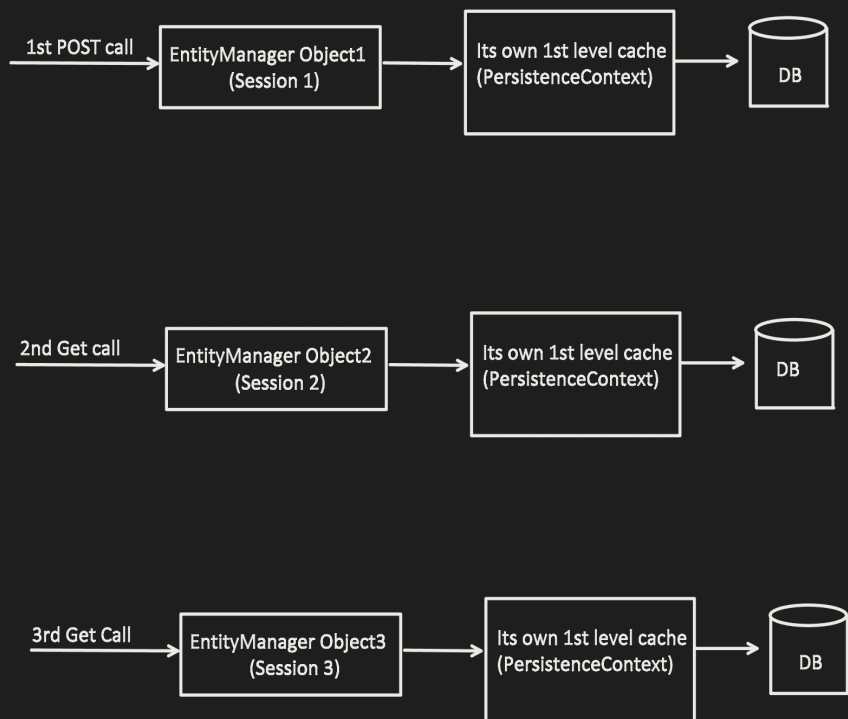 1st POST call
EntityManager Object1
(Session 1)
Its own 1st level cache
(PersistenceContext)
DB
2nd Get call
EntityManager Object2
(Session 2)
Its own 1st level cache
(PersistenceContext)
DB
3rd Get Call
EntityManager Object3
(Session 3)
Its own 1st level cache
(PersistenceContext)
DB